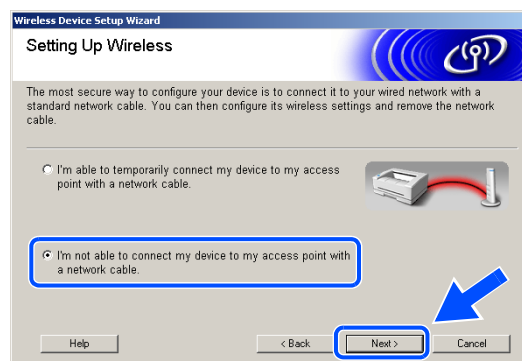 Wireless Device Setup Wizard
Setting Up Wireless
The most secure way to configure your device is to connect it to your wired network with a
standard network cable. You can then configure its wireless settings and remove the network
cable.
I'm able to temporarily connect my device to my access
point with a network cable.
I'm not able to connect my device to my access point with
a network cable.
Help
< Back
Next >
Cancel